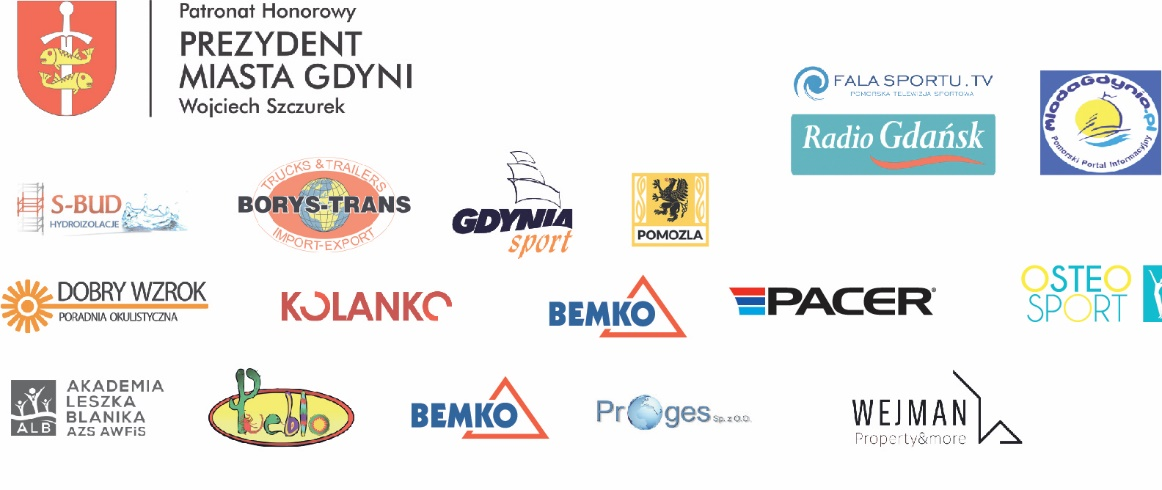 Patronat Honorowy
PREZYDENT
MIASTA GDYNI
Wojciech Szczurek
FALA SPORTU.TV
POMORSKA TELEWIZJA SPORTOWA
Radio Gdańsk
MlodaGdynia.pl
Pomorski Portal Informacyjny
S-BUD
HYDROIZOLACJE
TRUCKS & TRAILERS
BORYS-TRANS
IMPORT-EXPORT
GDYNIA
sport
POMOZLA
DOBRY WZROK
PORADNIA OKULISTYCZNA
KOLANKO
BEMKO
PACER®
OSTEO
SPORT
ALB
AKADEMIA
LESZKA
BLANIKA
AZS AWFiS
Pueblo
BEMKO
Proges Sp. z o.o.
WEJMAN
Property&more